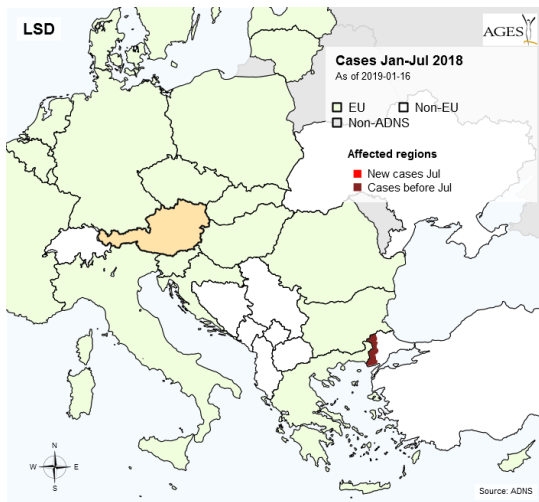 LSD
AGES
Cases Jan-Jul 2018
As of 2019-01-16
EU
Non-EU
Non-ADNS
Affected regions
New cases Jul
Cases before Jul
N
W
E
S
Source: ADNS